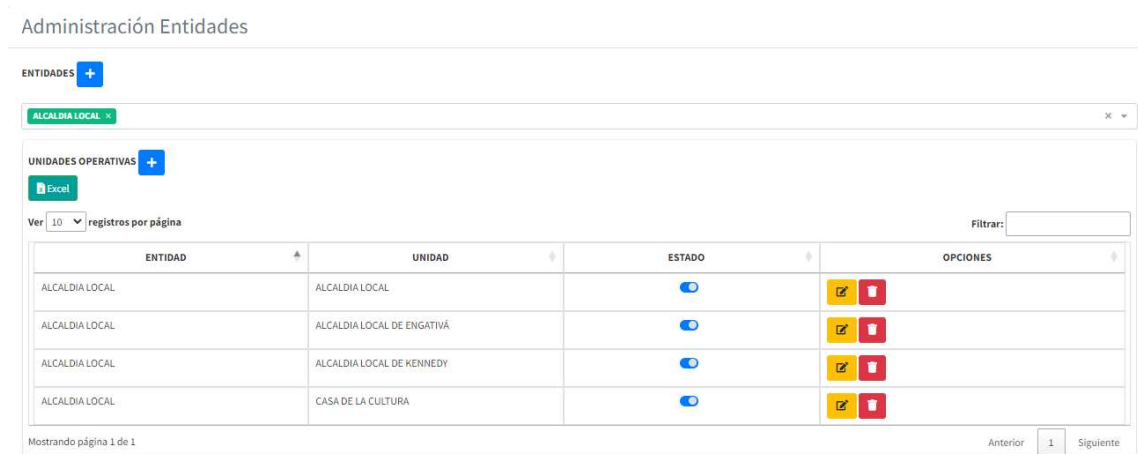 Administración Entidades
ENTIDADES +
ALCALDIA LOCAL ×
UNIDADES OPERATIVAS +
Excel
Ver 10 registros por página Filtrar:
ENTIDAD UNIDAD ESTADO OPCIONES
ALCALDIA LOCAL ALCALDIA LOCAL
ALCALDIA LOCAL ALCALDIA LOCAL DE ENGATIVÁ
ALCALDIA LOCAL ALCALDIA LOCAL DE KENNEDY
ALCALDIA LOCAL CASA DE LA CULTURA
Mostrando página 1 de 1 Anterior 1 Siguiente